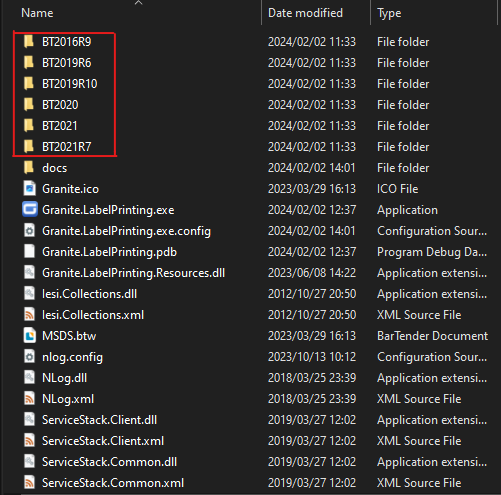 Name Date modified Type
BT2016R9 2024/02/02 11:33 File folder
BT2019R6 2024/02/02 11:33 File folder
BT2019R10 2024/02/02 11:33 File folder
BT2020 2024/02/02 11:33 File folder
BT2021 2024/02/02 11:33 File folder
BT2021R7 2024/02/02 11:33 File folder
docs 2024/02/02 14:01 File folder
Granite.ico 2023/03/29 16:13 ICO File
Granite.LabelPrinting.exe 2024/02/02 12:37 Application
Granite.LabelPrinting.exe.config 2024/02/02 14:01 Configuration Sour...
Granite.LabelPrinting.pdb 2024/02/02 12:37 Program Debug Da...
Granite.LabelPrinting.Resources.dll 2023/06/08 14:22 Application extensi...
Iesi.Collections.dll 2012/10/27 20:50 Application extensi...
Iesi.Collections.xml 2012/10/27 20:50 XML Source File
MSDS.btw 2023/03/29 16:13 BarTender Document
nlog.config 2023/10/13 10:12 Configuration Sour...
NLog.dll 2018/03/25 23:39 Application extensi...
NLog.xml 2018/03/25 23:39 XML Source File
ServiceStack.Client.dll 2019/03/27 12:02 Application extensi...
ServiceStack.Client.xml 2019/03/27 12:02 XML Source File
ServiceStack.Common.dll 2019/03/27 12:02 Application extensi...
ServiceStack.Common.xml 2019/03/27 12:02 XML Source File